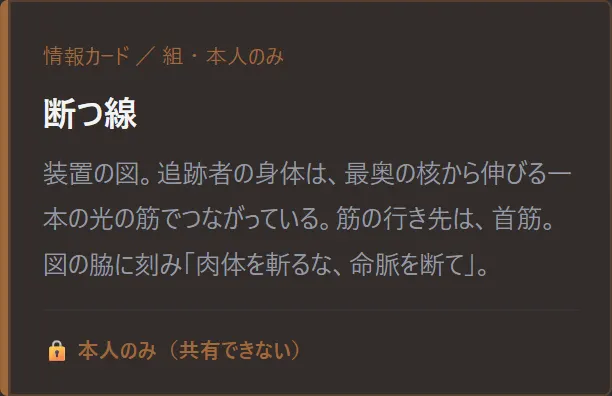 情報カード ／ 組・本人のみ
断つ線
装置の図。追跡者の身体は、最奥の核から伸びる一
本の光の筋でつながっている。筋の行き先は、首筋。
図の脇に刻み「肉体を斬るな、命脈を断て」。
🔒 本人のみ（共有できない）